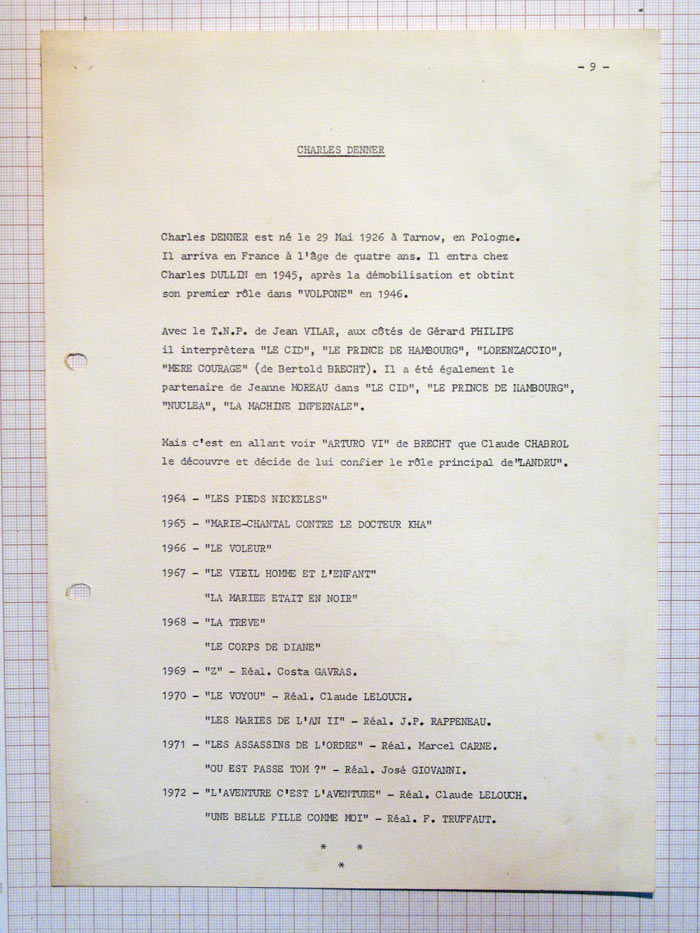 - 9 -
CHARLES DENNER
Charles DENNER est né le 29 Mai 1926 à Tarnow, en Pologne.
Il arriva en France à l'âge de quatre ans. Il entra chez
Charles DULLIN en 1945, après la démobilisation et obtint
son premier rôle dans "VOLPONE" en 1946.
Avec le T.N.P. de Jean VILAR, aux côtés de Gérard PHILIPE
il interprètera "LE CID", "LE PRINCE DE HAMBOURG", "LORENZACCIO",
"MERE COURAGE" (de Bertold BRECHT). Il a été également le
partenaire de Jeanne MOREAU dans "LE CID", "LE PRINCE DE HAMBOURG",
"NUCLEA", "LA MACHINE INFERNALE".
Mais c'est en allant voir "ARTURO VI" de BRECHT que Claude CHABROL
le découvre et décide de lui confier le rôle principal de"LANDRU".
1964 - "LES PIEDS NICKELES"
1965 - "MARIE-CHANTAL CONTRE LE DOCTEUR KHA"
1966 - "LE VOLEUR"
1967 - "LE VIEIL HOMME ET L'ENFANT"
"LA MARIEE ETAIT EN NOIR"
1968 - "LA TREVE"
"LE CORPS DE DIANE"
1969 - "Z" - Réal. Costa GAVRAS.
1970 - "LE VOYOU" - Réal. Claude LELOUCH.
"LES MARIES DE L'AN II" - Réal. J.P. RAPPENEAU.
1971 - "LES ASSASSINS DE L'ORDRE" - Réal. Marcel CARNE.
"OU EST PASSE TOM ?" - Réal. José GIOVANNI.
1972 - "L'AVENTURE C'EST L'AVENTURE" - Réal. Claude LELOUCH.
"UNE BELLE FILLE COMME MOI" - Réal. F. TRUFFAUT.
* *
*